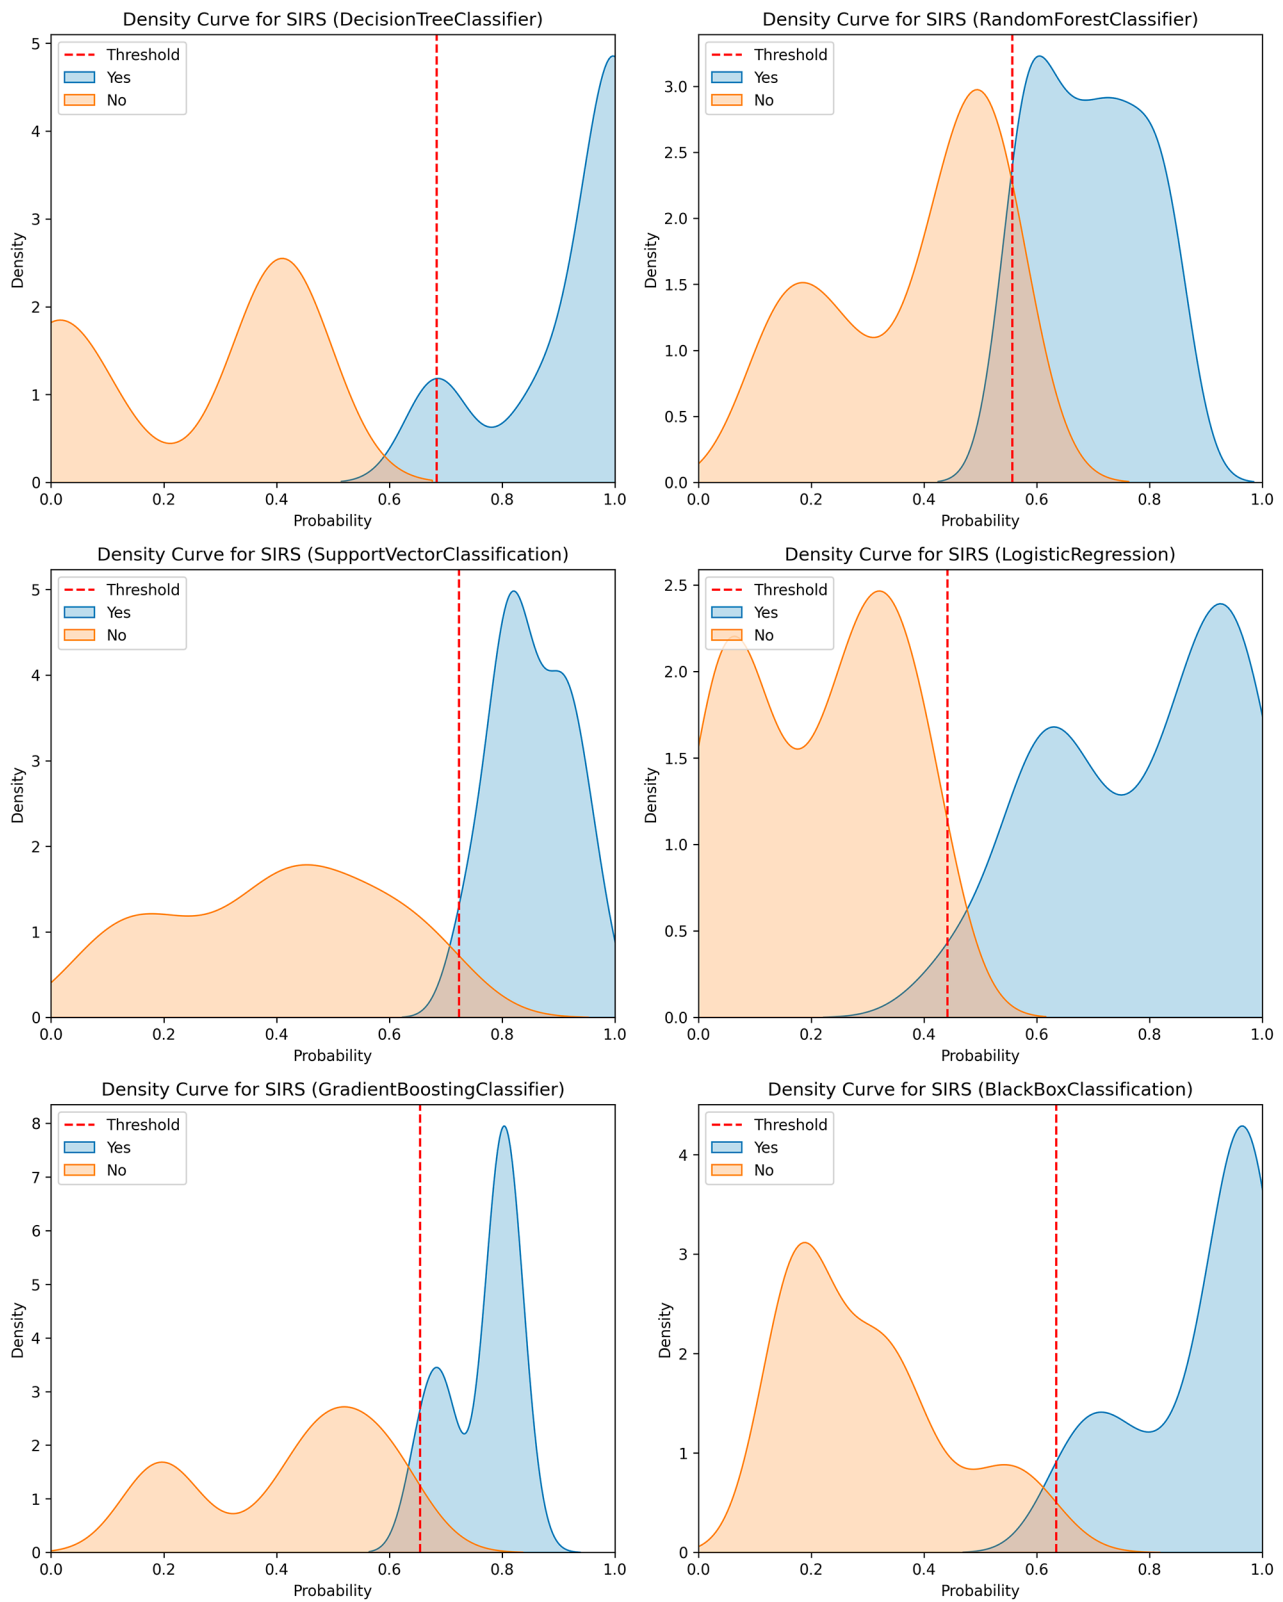 Density Curve for SIRS (DecisionTreeClassifier)
5
4
3
2
1
0
Density
Threshold
Yes
No
0.0 0.2 0.4 0.6 0.8 1.0
Probability
Density Curve for SIRS (RandomForestClassifier)
3.0
2.5
2.0
1.5
1.0
0.5
0.0
Density
Threshold
Yes
No
0.0 0.2 0.4 0.6 0.8 1.0
Probability
Density Curve for SIRS (SupportVectorClassification)
5
4
3
2
1
0
Density
Threshold
Yes
No
0.0 0.2 0.4 0.6 0.8 1.0
Probability
Density Curve for SIRS (LogisticRegression)
2.5
2.0
1.5
1.0
0.5
0.0
Density
Threshold
Yes
No
0.0 0.2 0.4 0.6 0.8 1.0
Probability
Density Curve for SIRS (GradientBoostingClassifier)
8
7
6
5
4
3
2
1
0
Density
Threshold
Yes
No
0.0 0.2 0.4 0.6 0.8 1.0
Probability
Density Curve for SIRS (BlackBoxClassification)
4
3
2
1
0
Density
Threshold
Yes
No
0.0 0.2 0.4 0.6 0.8 1.0
Probability